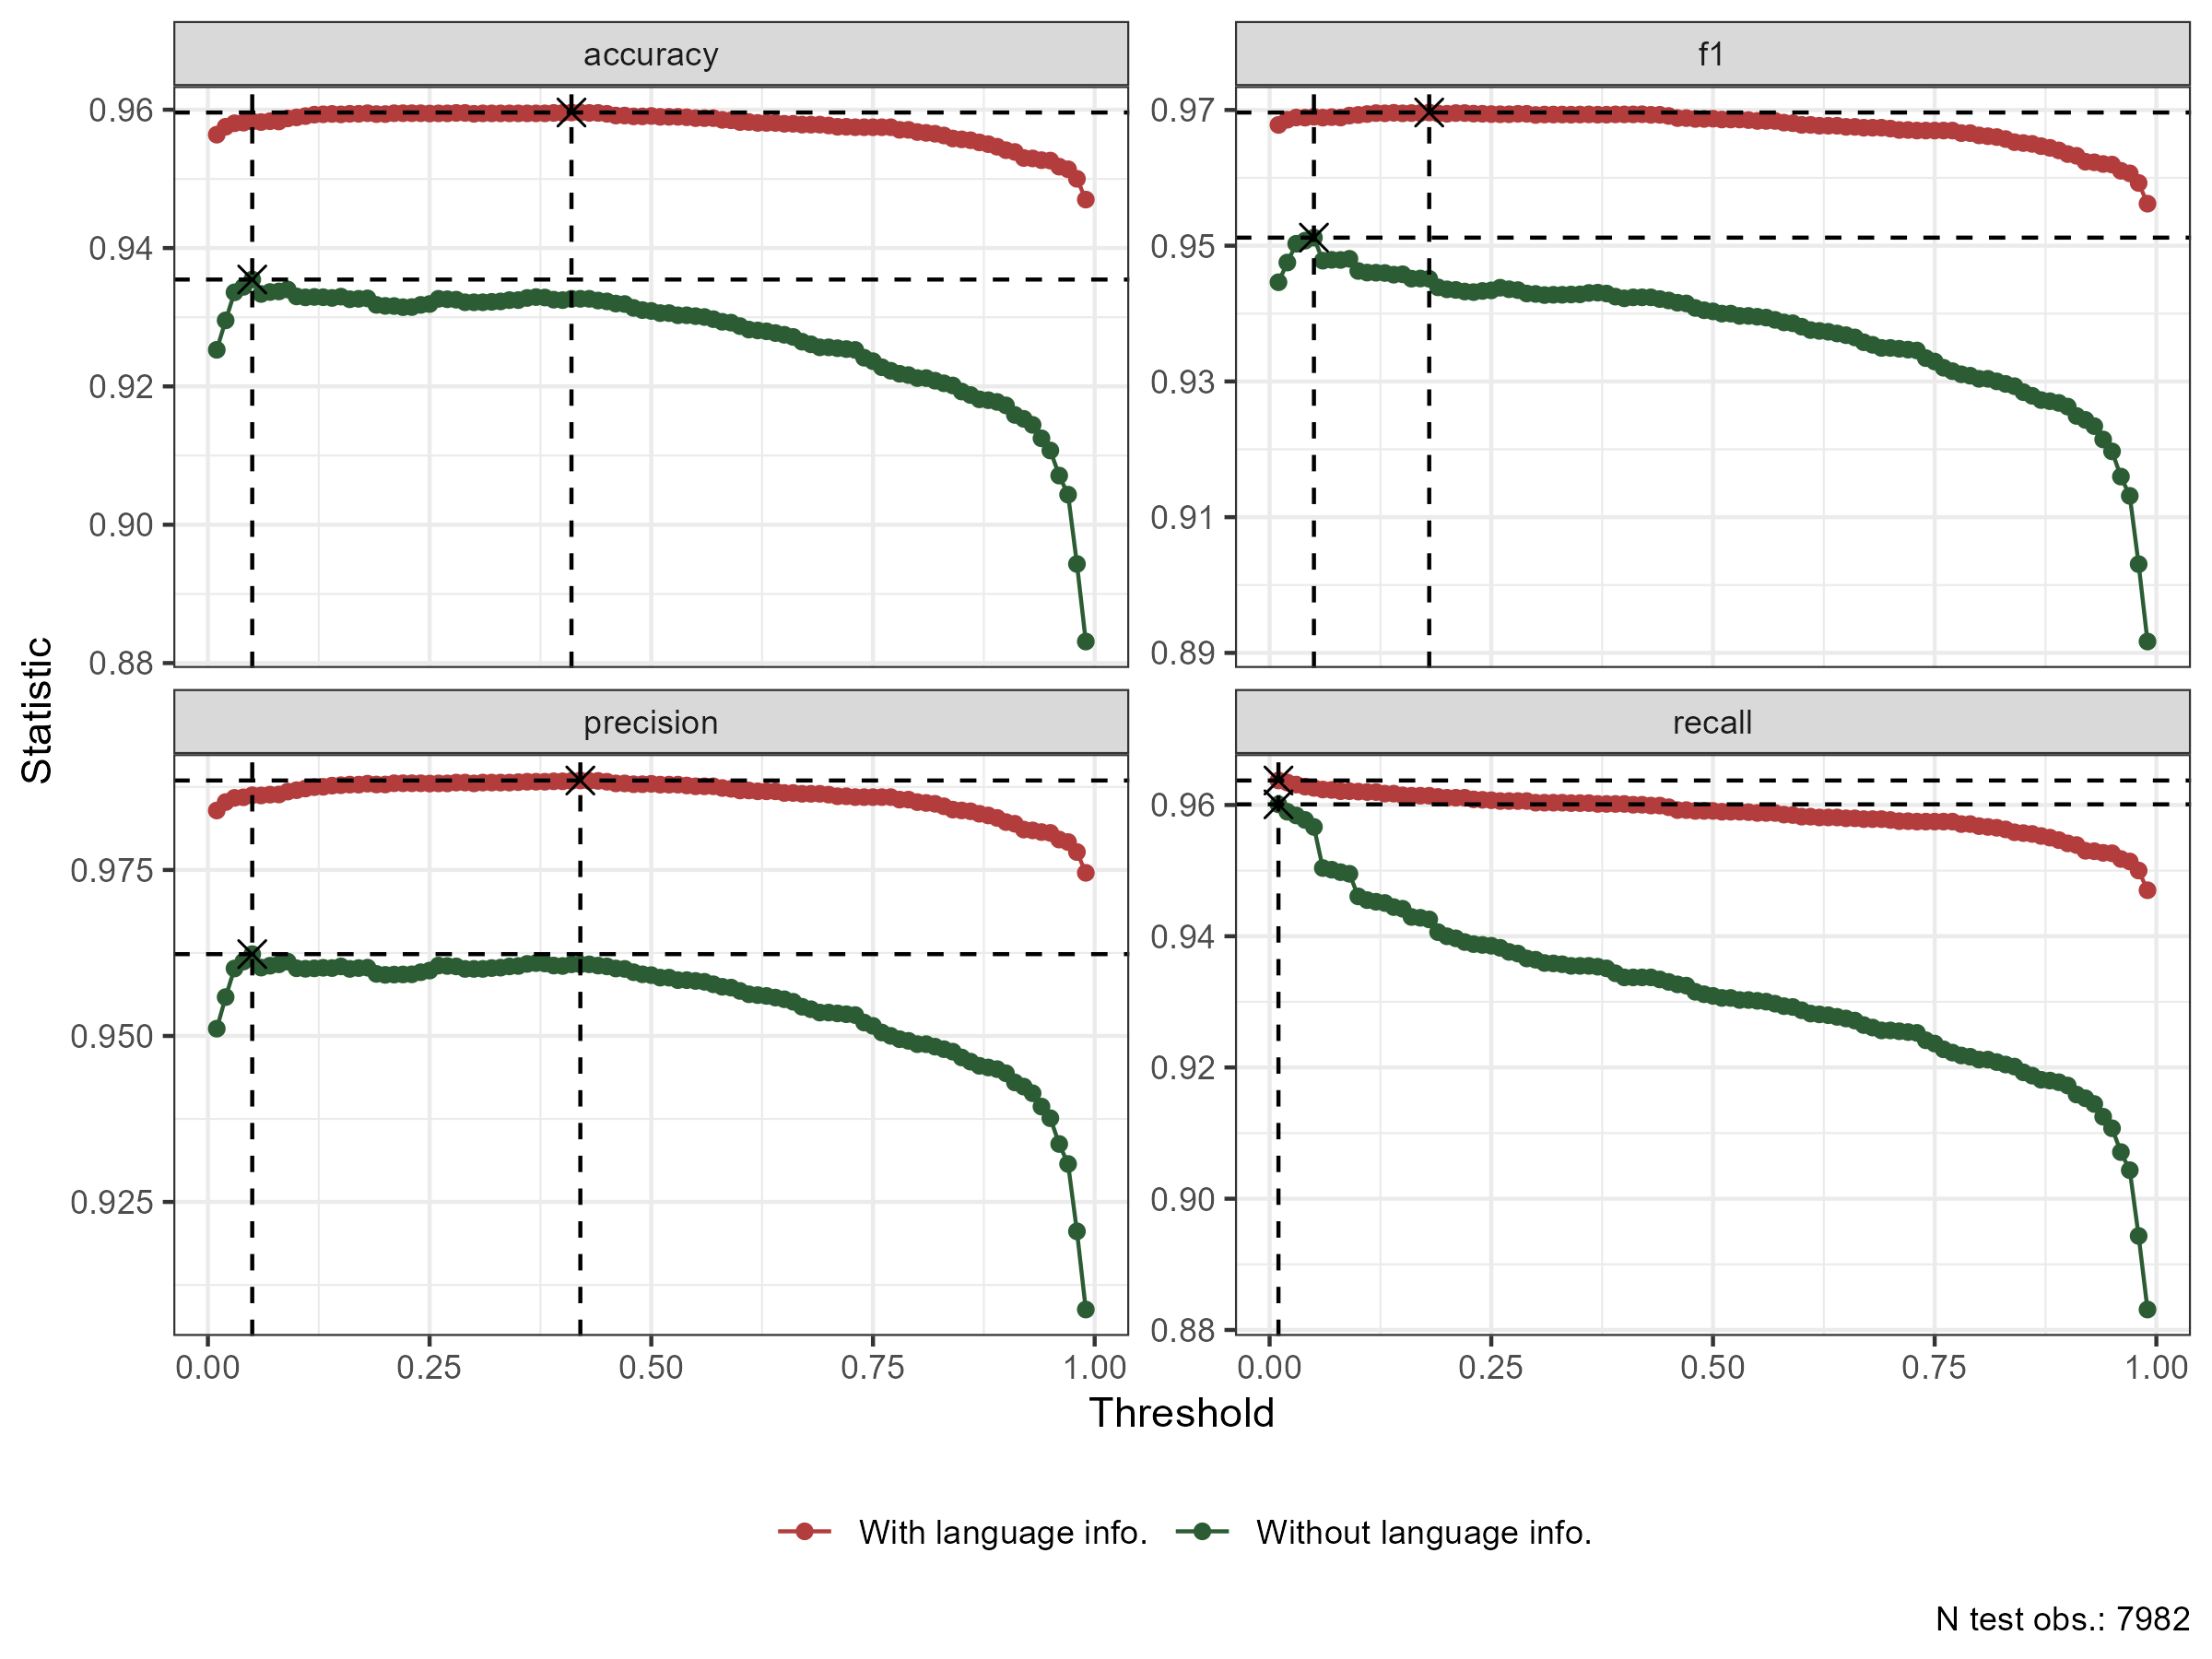 accuracy
f1
0.96
0.94
0.92
0.90
0.88
0.97
0.95
0.93
0.91
0.89
Statistic
precision
recall
0.975
0.950
0.925
0.96
0.94
0.92
0.90
0.88
0.00 0.25 0.50 0.75 1.00
0.00 0.25 0.50 0.75 1.00
Threshold
With language info. Without language info.
N test obs.: 7982